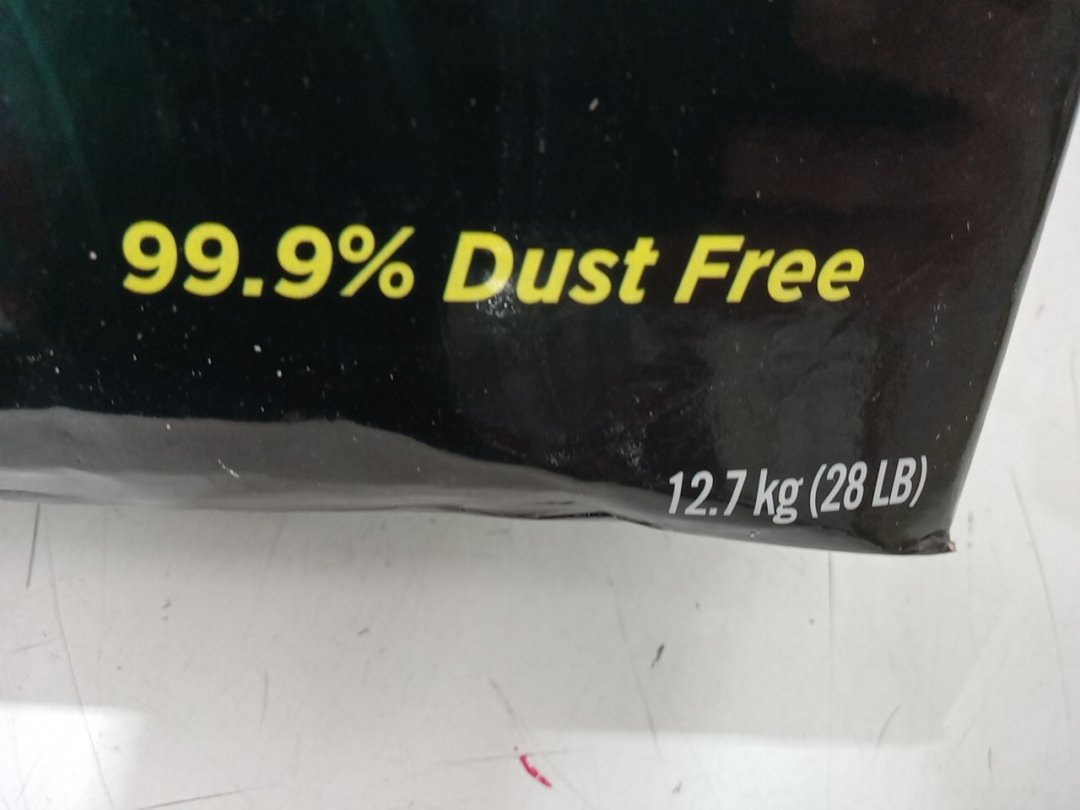 99.9% Dust Free
12.7 kg (28 LB)